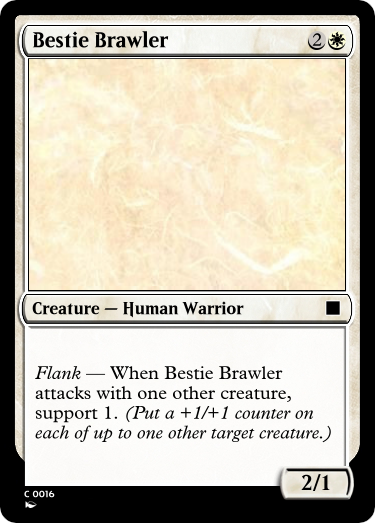 Bestie Brawler 2
Creature — Human Warrior
Flank — When Bestie Brawler
attacks with one other creature,
support 1. (Put a +1/+1 counter on
each of up to one other target creature.)
2/1
C 0016